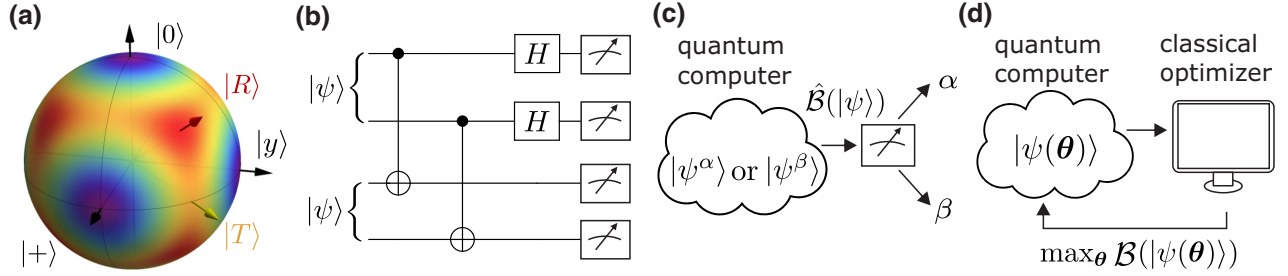 (a)
|0⟩
|R⟩
|y⟩
|T⟩
|+⟩
(b)
|ψ⟩
|ψ⟩
H
H
(c)
quantum
computer
|ψ^α⟩ or |ψ^β⟩
𝓑̂(|ψ⟩)
α
β
(d)
quantum
computer
|ψ(θ)⟩
classical
optimizer
max_θ 𝓑(|ψ(θ)⟩)